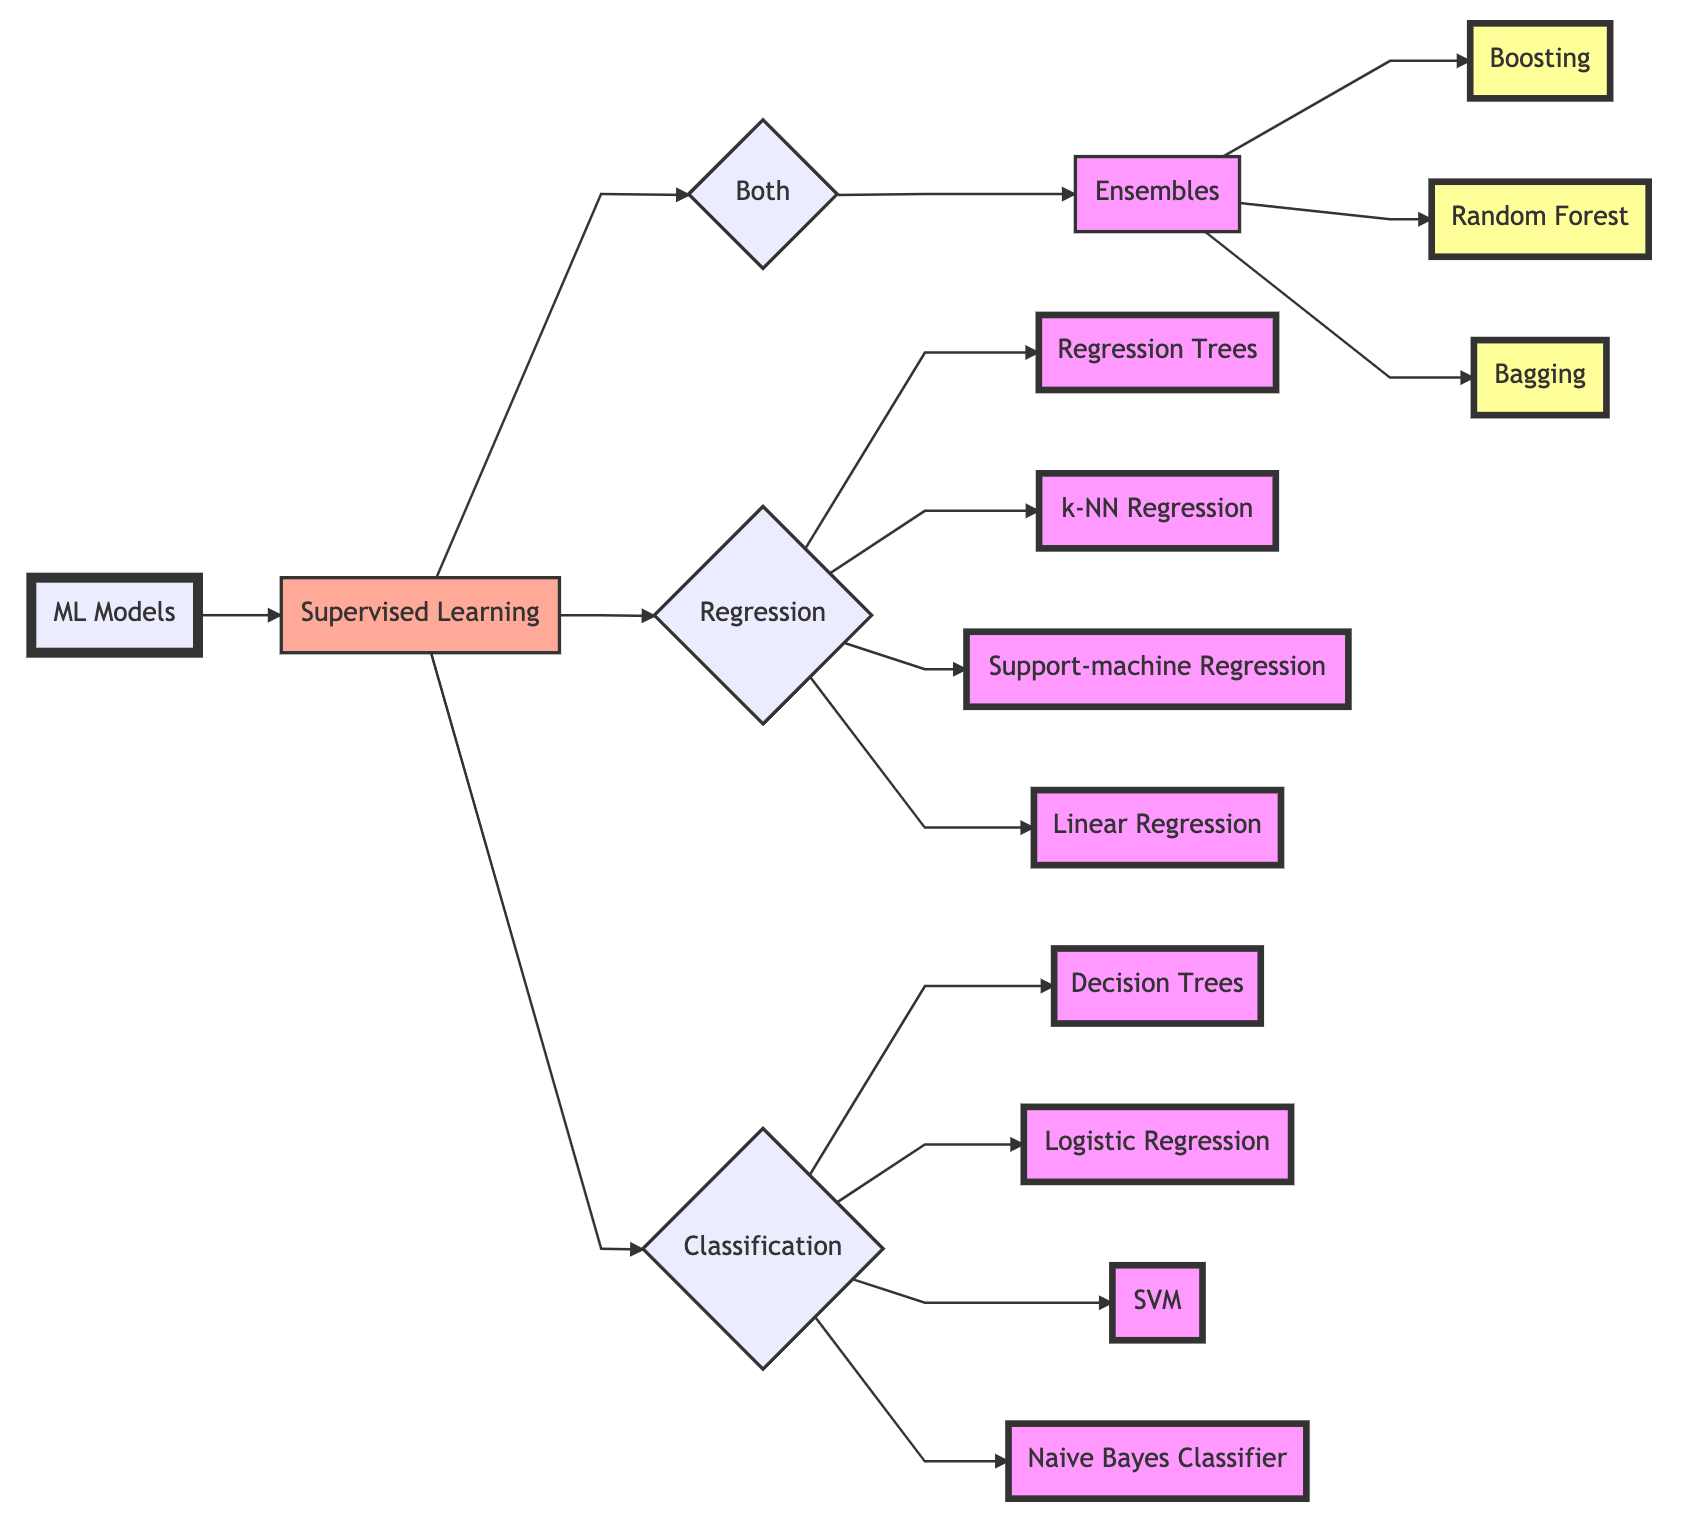 ML Models
Supervised Learning
Both
Regression
Classification
Ensembles
Regression Trees
k-NN Regression
Support-machine Regression
Linear Regression
Decision Trees
Logistic Regression
SVM
Naive Bayes Classifier
Boosting
Random Forest
Bagging